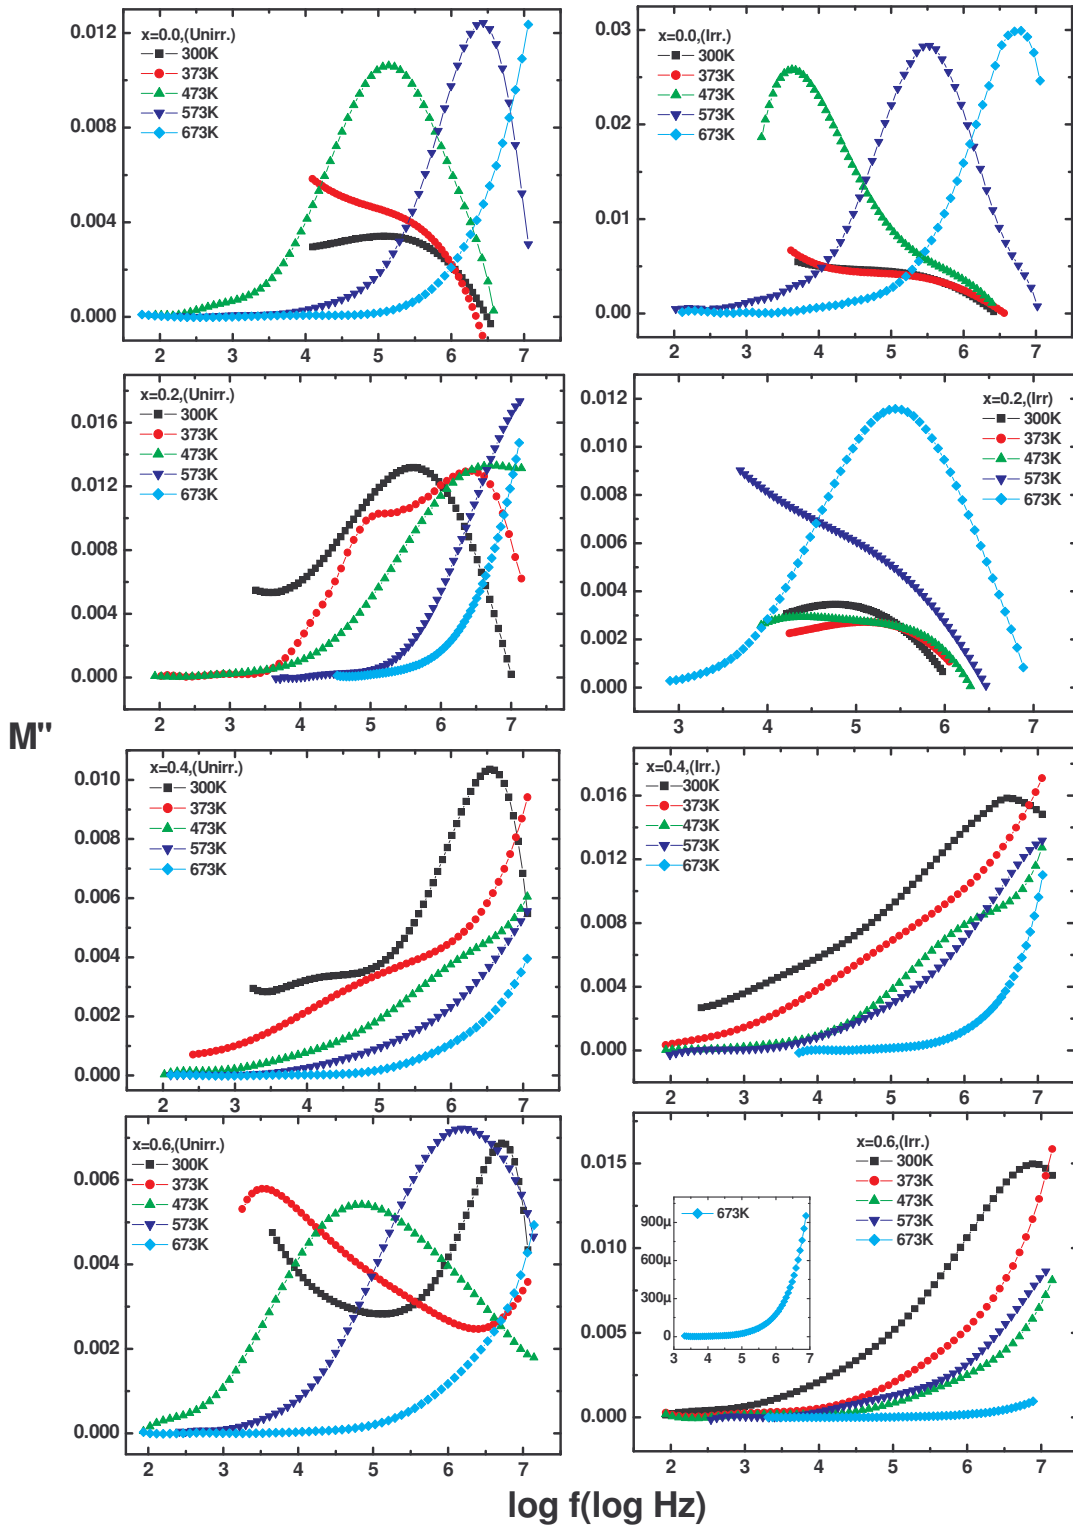 x=0.0,(Unirr.)
300K
373K
473K
573K
673K
0.012
0.008
0.004
0.000
1 2 3 4 5 6 7
x=0.0,(Irr.)
300K
373K
473K
573K
673K
0.03
0.02
0.01
0.00
2 3 4 5 6 7
x=0.2,(Unirr.)
300K
373K
473K
573K
673K
0.016
0.012
0.008
0.004
0.000
2 3 4 5 6 7
x=0.2,(Irr)
300K
373K
473K
573K
673K
0.012
0.010
0.008
0.006
0.004
0.002
0.000
3 4 5 6 7
M"
x=0.4,(Unirr.)
300K
373K
473K
573K
673K
0.010
0.008
0.006
0.004
0.002
0.000
2 3 4 5 6 7
x=0.4,(Irr.)
300K
373K
473K
573K
673K
0.016
0.012
0.008
0.004
0.000
2 3 4 5 6 7
x=0.6,(Unirr.)
300K
373K
473K
573K
673K
0.006
0.004
0.002
0.000
2 3 4 5 6 7
x=0.6,(Irr.)
300K
373K
473K
573K
673K
0.015
0.010
0.005
0.000
2 3 4 5 6 7
673K
900µ
600µ
300µ
0
3 4 5 6 7
log f(log Hz)